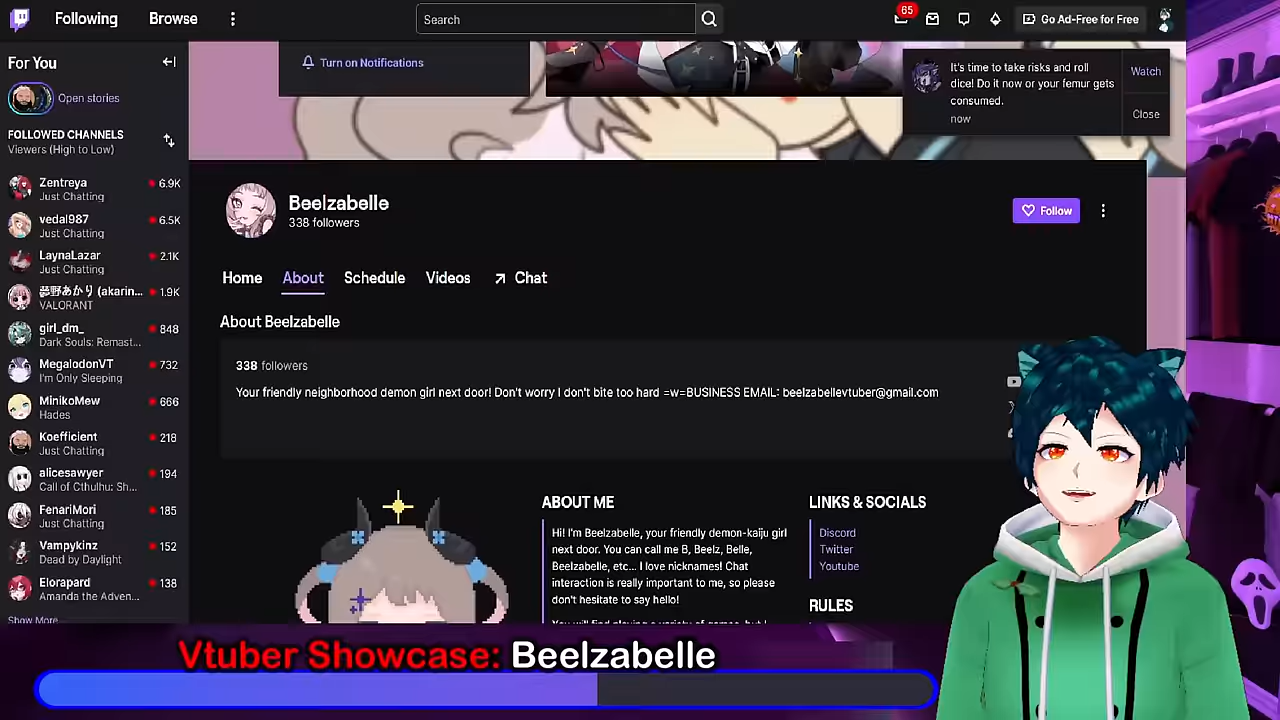 Following
Browse
Search
65
Go Ad-Free for Free
For You
Open stories
FOLLOWED CHANNELS
Viewers (High to Low)
Zentreya
6.9K
Just Chatting
vedal987
6.5K
Just Chatting
LaynaLazar
2.1K
Just Chatting
夢野あかり (akarin...
1.9K
VALORANT
girl_dm_
848
Dark Souls: Remast...
MegalodonVT
732
I'm Only Sleeping
MinikoMew
666
Hades
Koefficient
218
Just Chatting
alicesawyer
194
Call of Cthulhu: Sh...
FenariMori
185
Just Chatting
Vampykinz
152
Dead by Daylight
Elorapard
138
Amanda the Adven...
Show More
Turn on Notifications
It's time to take risks and roll
dice! Do it now or your femur gets
consumed.
now
Watch
Close
Beelzabelle
338 followers
Follow
Home
About
Schedule
Videos
Chat
About Beelzabelle
338 followers
Your friendly neighborhood demon girl next door! Don't worry I don't bite too hard =w=BUSINESS EMAIL: beelzabellevtuber@gmail.com
ABOUT ME
Hi! I'm Beelzabelle, your friendly demon-kaiju girl
next door. You can call me B, Beelz, Belle,
Beelzabelle, etc... I love nicknames! Chat
interaction is really important to me, so please
don't hesitate to say hello!
LINKS & SOCIALS
Discord
Twitter
Youtube
RULES
Vtuber Showcase: Beelzabelle